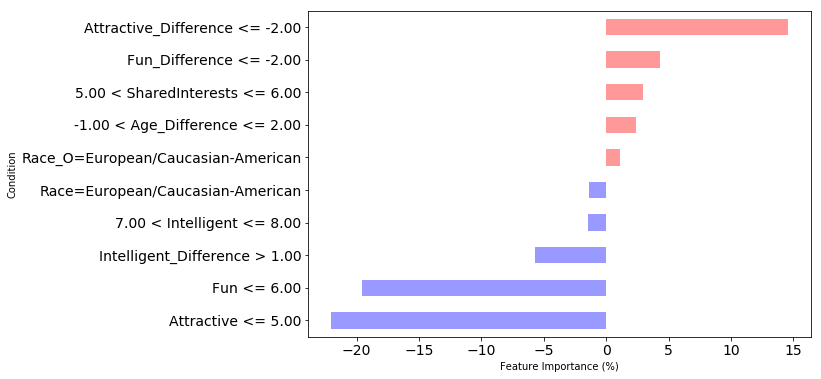 Attractive_Difference <= -2.00
Fun_Difference <= -2.00
5.00 < SharedInterests <= 6.00
-1.00 < Age_Difference <= 2.00
Race_O=European/Caucasian-American
Race=European/Caucasian-American
7.00 < Intelligent <= 8.00
Intelligent_Difference > 1.00
Fun <= 6.00
Attractive <= 5.00
Condition
−20 −15 −10 −5 0 5 10 15
Feature Importance (%)